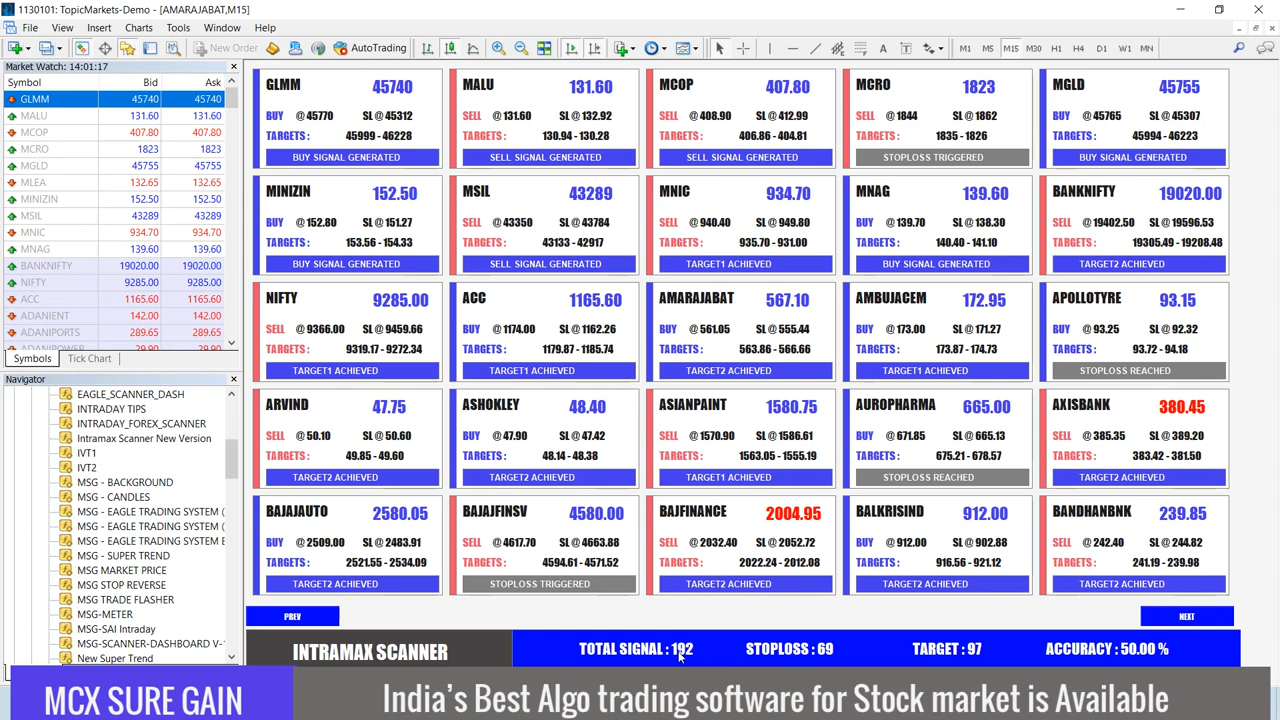 1130101: TopicMarkets-Demo - [AMARAJABAT,M15]
File View Insert Charts Tools Window Help
New Order AutoTrading A T M1 M5 M15 M30 H1 H4 D1 W1 MN
Market Watch: 14:01:17
Symbol Bid Ask
GLMM 45740 45740
MALU 131.60 131.60
MCOP 407.80 407.80
MCRO 1823 1823
MGLD 45755 45755
MLEA 132.65 132.65
MINIZIN 152.50 152.50
MSIL 43289 43289
MNIC 934.70 934.70
MNAG 139.60 139.60
BANKNIFTY 19020.00 19020.00
NIFTY 9285.00 9285.00
ACC 1165.60 1165.60
ADANIENT 142.00 142.00
ADANIPORTS 289.65 289.65
ADANIPOWER 29.90 29.90
Symbols Tick Chart
Navigator
EAGLE_SCANNER_DASH
INTRADAY TIPS
INTRADAY_FOREX_SCANNER
Intramax Scanner New Version
IVT1
IVT2
MSG - BACKGROUND
MSG - CANDLES
MSG - EAGLE TRADING SYSTEM (
MSG - EAGLE TRADING SYSTEM E
MSG - SUPER TREND
MSG MARKET PRICE
MSG STOP REVERSE
MSG TRADE FLASHER
MSG-METER
MSG-SAI Intraday
MSG-SCANNER-DASHBOARD V-
New Super Trend
GLMM 45740
BUY @ 45770 SL @ 45312
TARGETS : 45999 - 46228
BUY SIGNAL GENERATED
MALU 131.60
SELL @ 131.60 SL @ 132.92
TARGETS : 130.94 - 130.28
SELL SIGNAL GENERATED
MCOP 407.80
SELL @ 408.90 SL @ 412.99
TARGETS : 406.86 - 404.81
SELL SIGNAL GENERATED
MCRO 1823
SELL @ 1844 SL @ 1862
TARGETS : 1835 - 1826
STOPLOSS TRIGGERED
MGLD 45755
BUY @ 45765 SL @ 45307
TARGETS : 45994 - 46223
BUY SIGNAL GENERATED
MINIZIN 152.50
BUY @ 152.80 SL @ 151.27
TARGETS : 153.56 - 154.33
BUY SIGNAL GENERATED
MSIL 43289
SELL @ 43350 SL @ 43784
TARGETS : 43133 - 42917
SELL SIGNAL GENERATED
MNIC 934.70
SELL @ 940.40 SL @ 949.80
TARGETS : 935.70 - 931.00
TARGET1 ACHIEVED
MNAG 139.60
BUY @ 139.70 SL @ 138.30
TARGETS : 140.40 - 141.10
BUY SIGNAL GENERATED
BANKNIFTY 19020.00
SELL @ 19402.50 SL @ 19596.53
TARGETS : 19305.49 - 19208.48
TARGET2 ACHIEVED
NIFTY 9285.00
SELL @ 9366.00 SL @ 9459.66
TARGETS : 9319.17 - 9272.34
TARGET1 ACHIEVED
ACC 1165.60
BUY @ 1174.00 SL @ 1162.26
TARGETS : 1179.87 - 1185.74
TARGET1 ACHIEVED
AMARAJABAT 567.10
BUY @ 561.05 SL @ 555.44
TARGETS : 563.86 - 566.66
TARGET2 ACHIEVED
AMBUJACEM 172.95
BUY @ 173.00 SL @ 171.27
TARGETS : 173.87 - 174.73
TARGET1 ACHIEVED
APOLLOTYRE 93.15
BUY @ 93.25 SL @ 92.32
TARGETS : 93.72 - 94.18
STOPLOSS REACHED
ARVIND 47.75
SELL @ 50.10 SL @ 50.60
TARGETS : 49.85 - 49.60
TARGET2 ACHIEVED
ASHOKLEY 48.40
BUY @ 47.90 SL @ 47.42
TARGETS : 48.14 - 48.38
TARGET2 ACHIEVED
ASIANPAINT 1580.75
SELL @ 1570.90 SL @ 1586.61
TARGETS : 1563.05 - 1555.19
TARGET1 ACHIEVED
AUROPHARMA 665.00
BUY @ 671.85 SL @ 665.13
TARGETS : 675.21 - 678.57
STOPLOSS REACHED
AXISBANK 380.45
SELL @ 385.35 SL @ 389.20
TARGETS : 383.42 - 381.50
TARGET2 ACHIEVED
BAJAJAUTO 2580.05
BUY @ 2509.00 SL @ 2483.91
TARGETS : 2521.55 - 2534.09
TARGET2 ACHIEVED
BAJAJFINSV 4580.00
SELL @ 4617.70 SL @ 4663.88
TARGETS : 4594.61 - 4571.52
STOPLOSS TRIGGERED
BAJFINANCE 2004.95
SELL @ 2032.40 SL @ 2052.72
TARGETS : 2022.24 - 2012.08
TARGET2 ACHIEVED
BALKRISIND 912.00
BUY @ 912.00 SL @ 902.88
TARGETS : 916.56 - 921.12
TARGET2 ACHIEVED
BANDHANBNK 239.85
SELL @ 242.40 SL @ 244.82
TARGETS : 241.19 - 239.98
TARGET2 ACHIEVED
PREV NEXT
INTRAMAX SCANNER TOTAL SIGNAL : 192 STOPLOSS : 69 TARGET : 97 ACCURACY : 50.00 %
MCX SURE GAIN India's Best Algo trading software for Stock market is Available